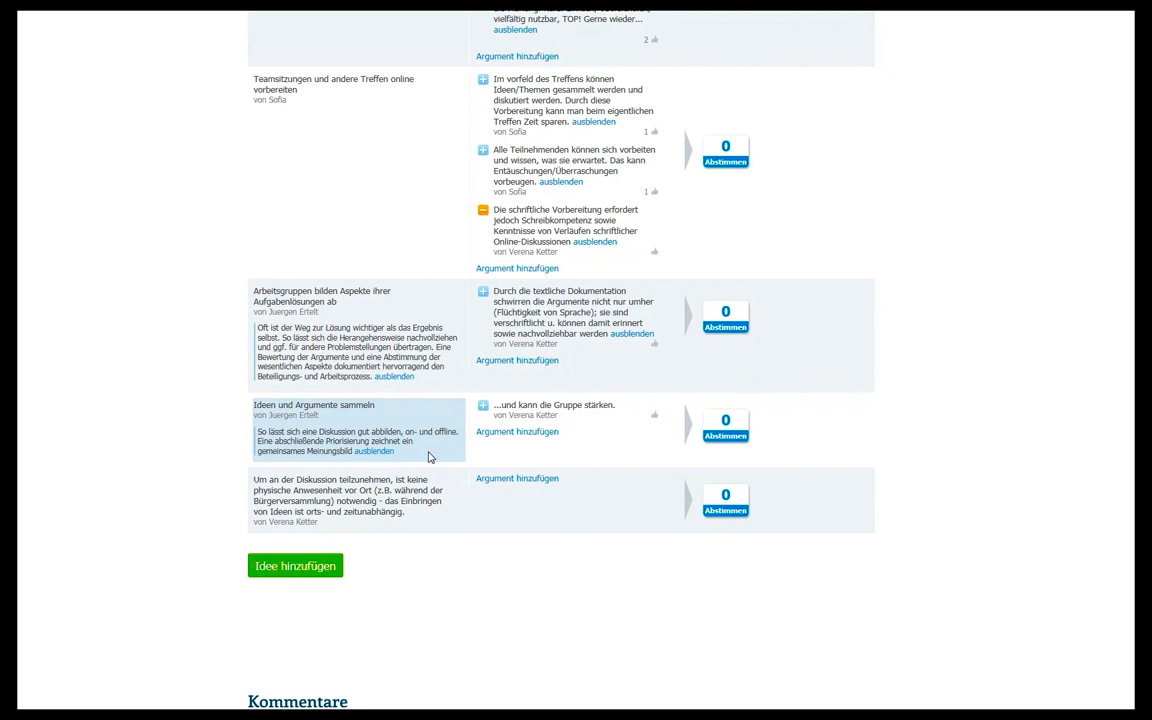 vielfältig nutzbar, TOP! Gerne wieder...
ausblenden
2
Argument hinzufügen
Teamsitzungen und andere Treffen online
vorbereiten
von Sofia
Im vorfeld des Treffens können
Ideen/Themen gesammelt werden und
diskutiert werden. Durch diese
Vorbereitung kann man beim eigentlichen
Treffen Zeit sparen. ausblenden
von Sofia 1
Alle Teilnehmenden können sich vorbeiten
und wissen, was sie erwartet. Das kann
Entäuschungen/Überraschungen
vorbeugen. ausblenden
von Sofia 1
Die schriftliche Vorbereitung erfordert
jedoch Schreibkompetenz sowie
Kenntnisse von Verläufen schriftlicher
Online-Diskussionen ausblenden
von Verena Ketter
Argument hinzufügen
0
Abstimmen
Arbeitsgruppen bilden Aspekte ihrer
Aufgabenlösungen ab
von Juergen Ertelt
Oft ist der Weg zur Lösung wichtiger als das Ergebnis
selbst. So lässt sich die Herangehensweise nachvollziehen
und ggf. für andere Problemstellungen übertragen. Eine
Bewertung der Argumente und eine Abstimmung der
wesentlichen Aspekte dokumentiert hervorragend den
Beteiligungs- und Arbeitsprozess. ausblenden
Durch die textliche Dokumentation
schwirren die Argumente nicht nur umher
(Flüchtigkeit von Sprache); sie sind
verschriftlicht u. können damit erinnert
sowie nachvollziehbar werden ausblenden
von Verena Ketter
Argument hinzufügen
0
Abstimmen
Ideen und Argumente sammeln
von Juergen Ertelt
So lässt sich eine Diskussion gut abbilden, on- und offline.
Eine abschließende Priorisierung zeichnet ein
gemeinsames Meinungsbild ausblenden
...und kann die Gruppe stärken.
von Verena Ketter
Argument hinzufügen
0
Abstimmen
Um an der Diskussion teilzunehmen, ist keine
physische Anwesenheit vor Ort (z.B. während der
Bürgerversammlung) notwendig - das Einbringen
von Ideen ist orts- und zeitunabhängig.
von Verena Ketter
Argument hinzufügen
0
Abstimmen
Idee hinzufügen
Kommentare